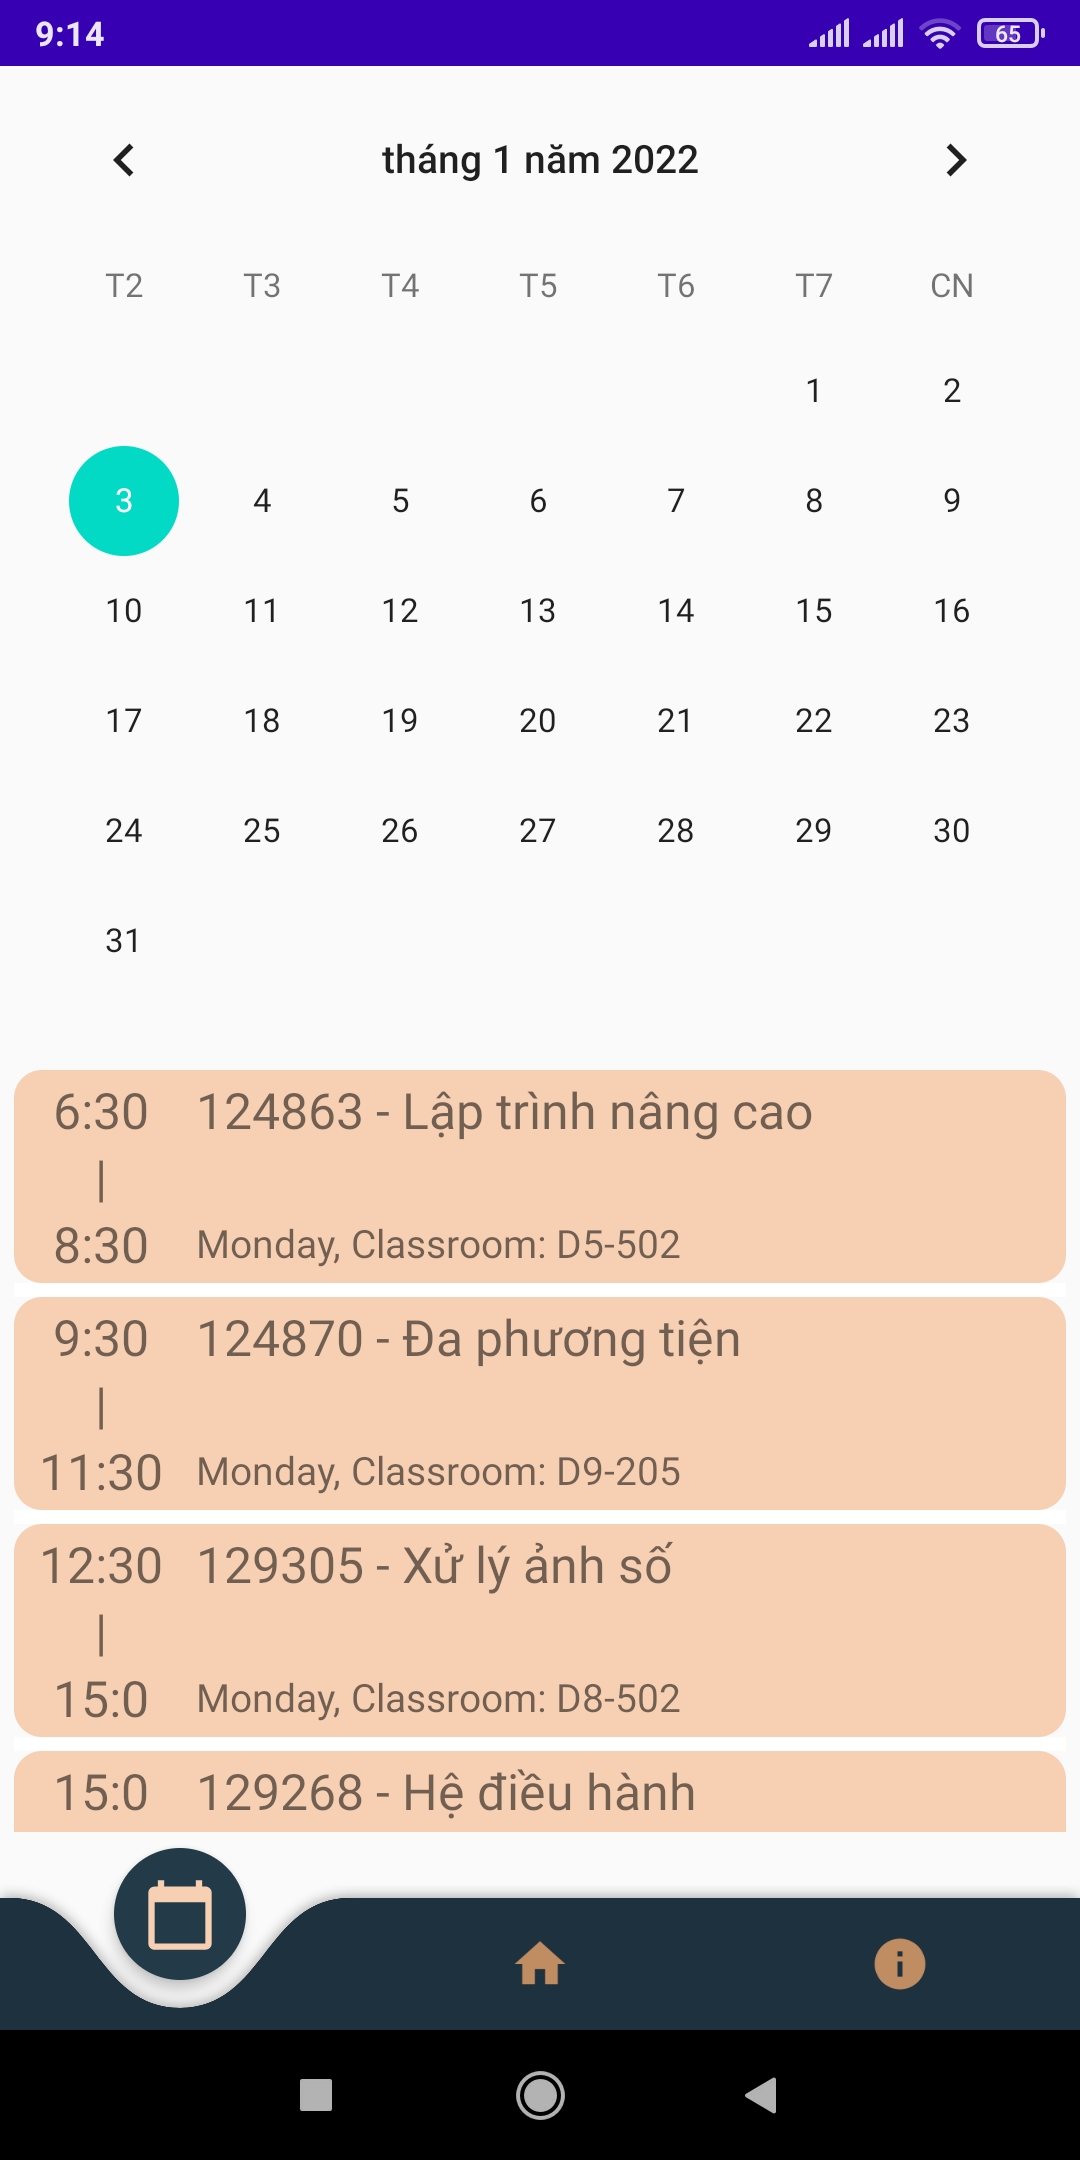 9:14
65
tháng 1 năm 2022
T2 T3 T4 T5 T6 T7 CN
1 2
3 4 5 6 7 8 9
10 11 12 13 14 15 16
17 18 19 20 21 22 23
24 25 26 27 28 29 30
31
6:30 124863 - Lập trình nâng cao
|
8:30 Monday, Classroom: D5-502
9:30 124870 - Đa phương tiện
|
11:30 Monday, Classroom: D9-205
12:30 129305 - Xử lý ảnh số
|
15:0 Monday, Classroom: D8-502
15:0 129268 - Hệ điều hành